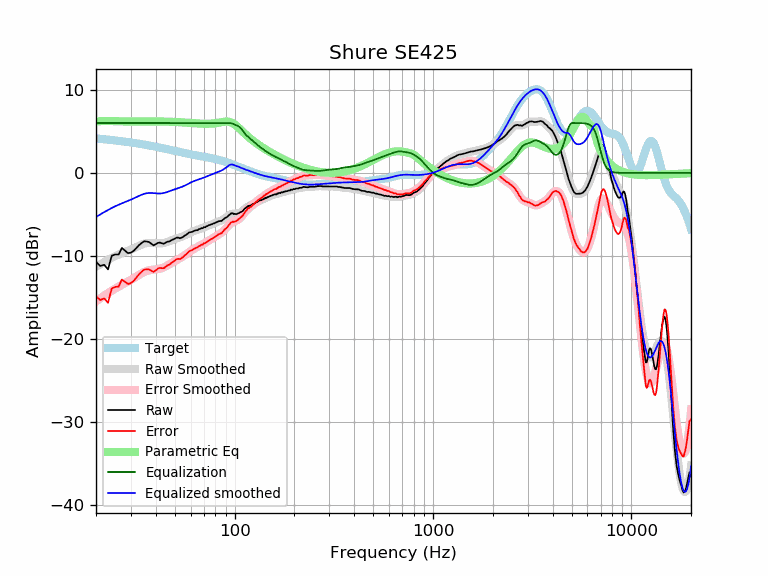 Shure SE425
10
0
−10
−20
−30
−40
Amplitude (dBr)
Target
Raw Smoothed
Error Smoothed
Raw
Error
Parametric Eq
Equalization
Equalized smoothed
100
1000
10000
Frequency (Hz)